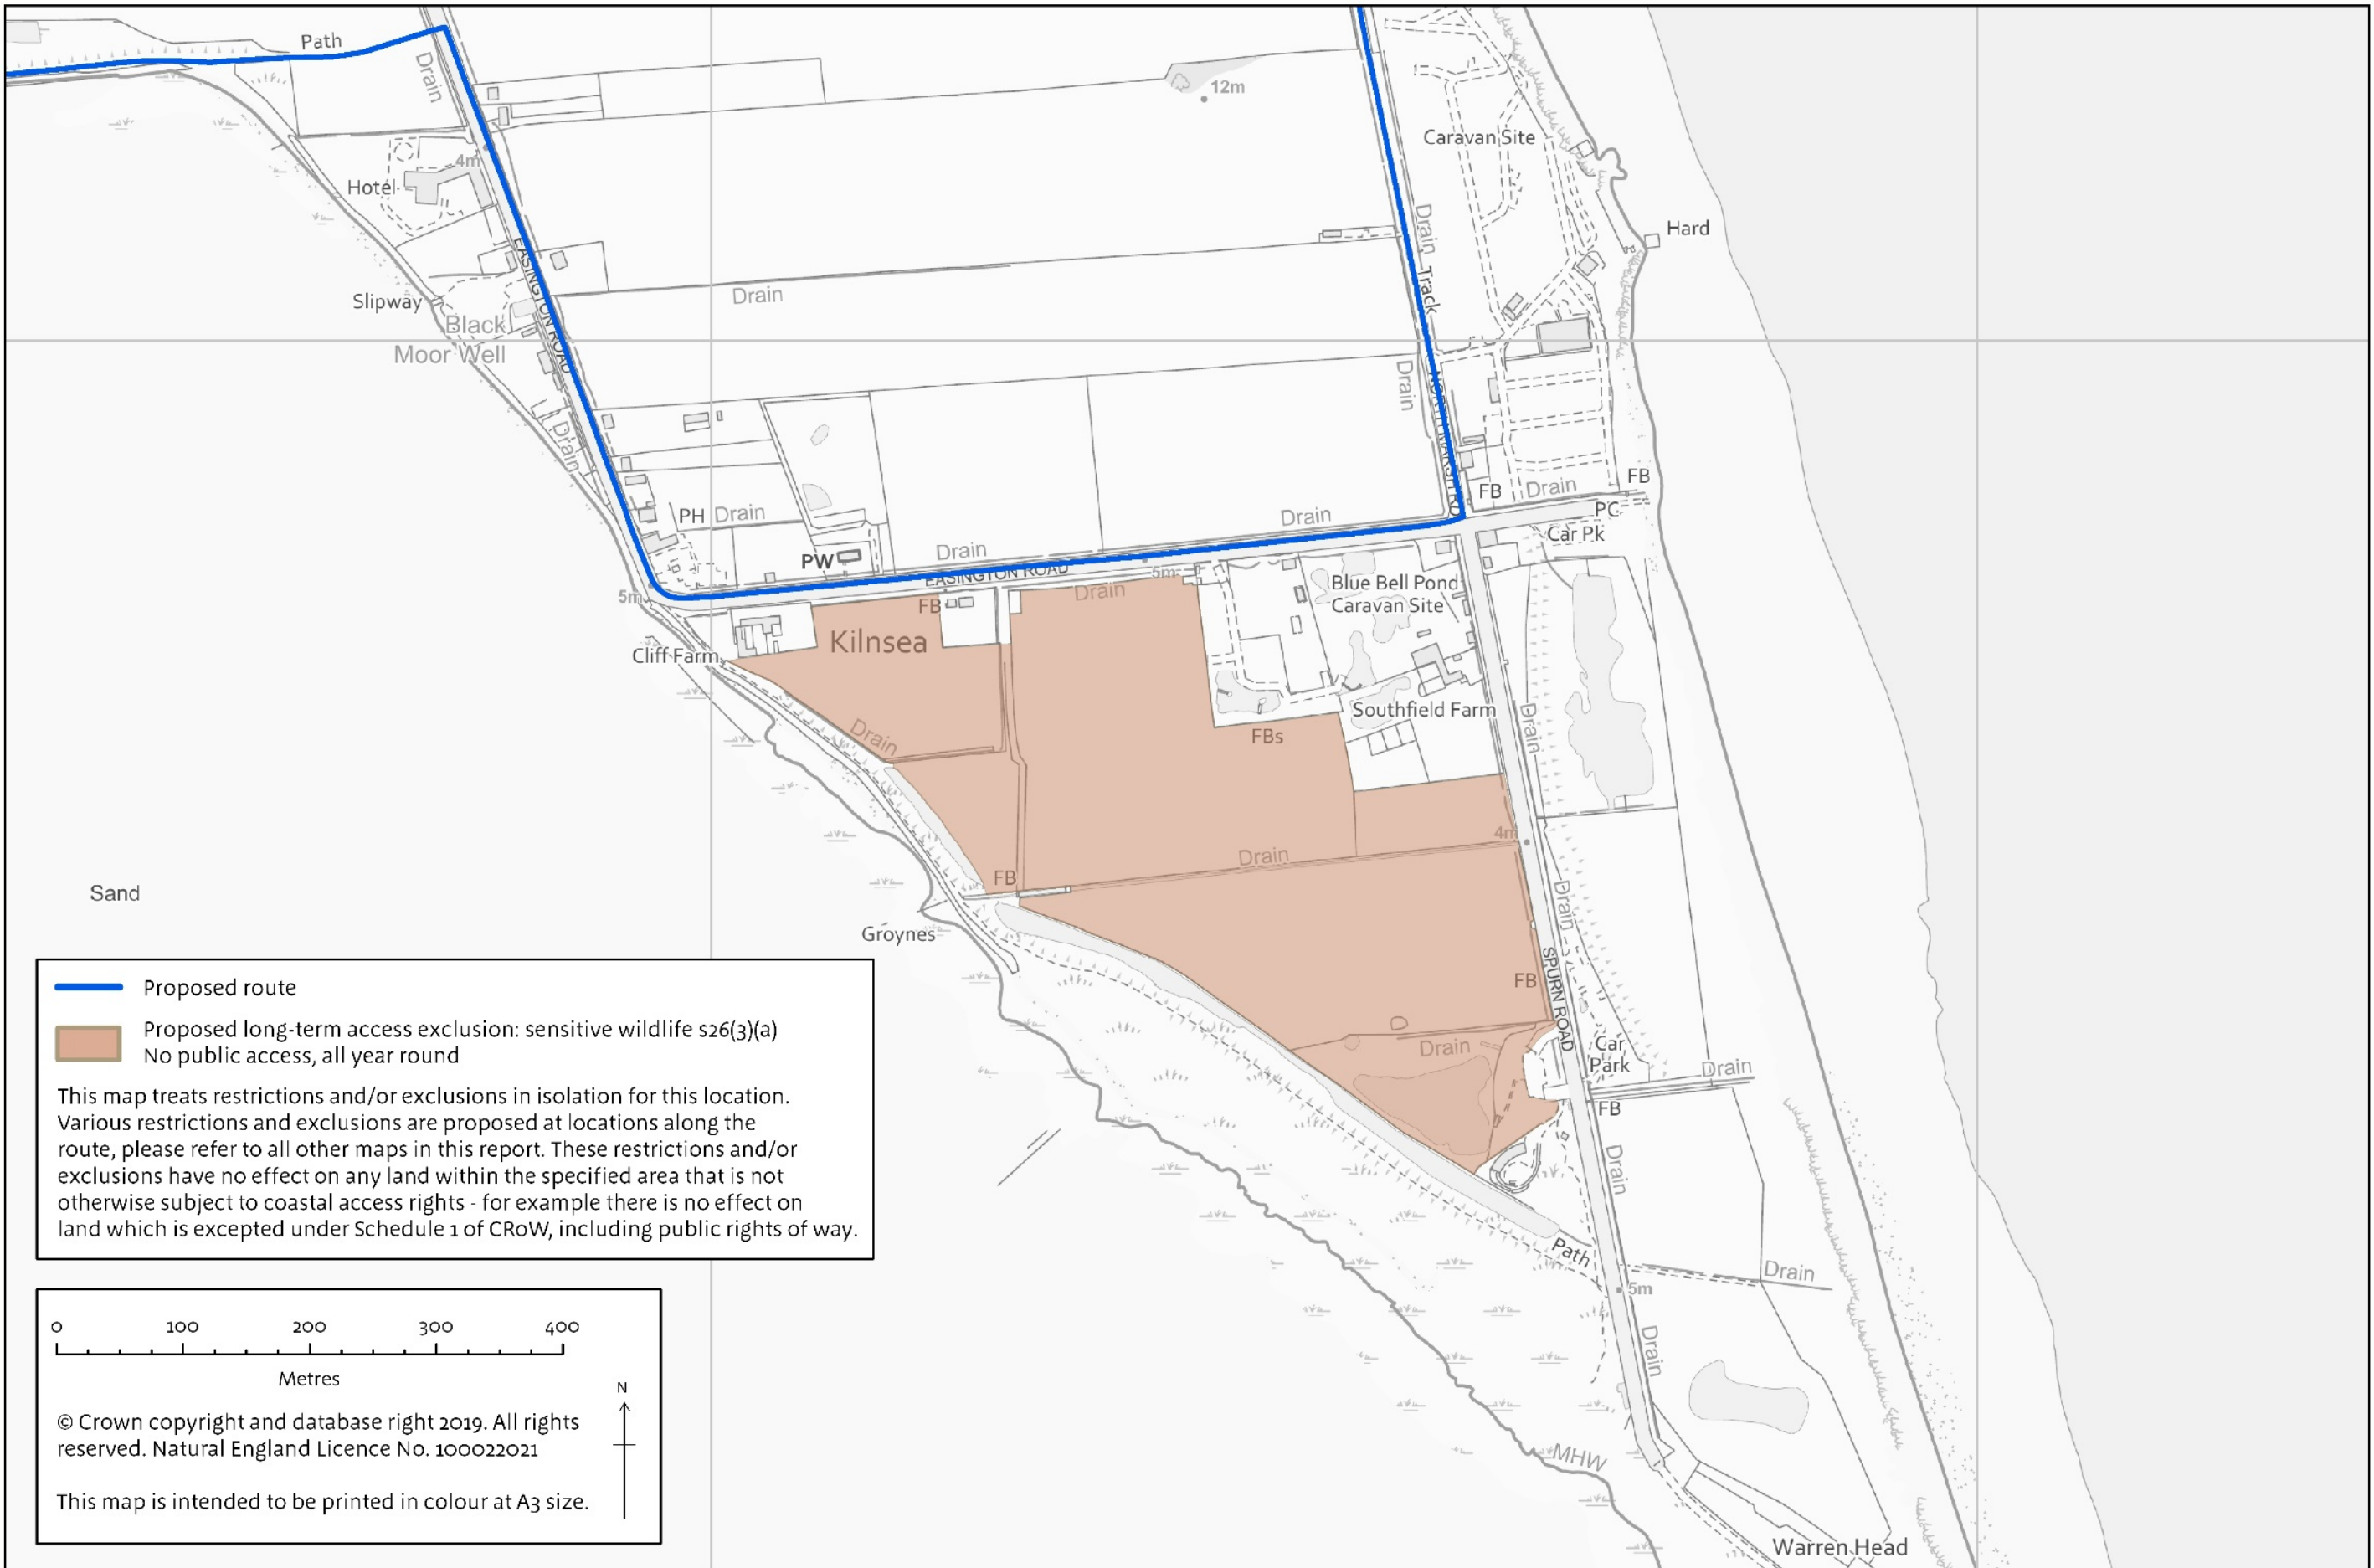 Path
Drain
12m
Caravan Site
4m
Hotel
Drain
Hard
EASINGTON ROAD
Track
Slipway
Drain
Black
Moor Well
Drain
NORTH MARSH RD
Drain
FB
FB
Drain
PH
Drain
Drain
PC
Car Pk
Drain
PW
EASINGTON ROAD
5m
Blue Bell Pond
Caravan Site
5m
FB
Drain
Kilnsea
Cliff Farm
Southfield Farm
Drain
FBs
Drain
4m
Drain
FB
Sand
Drain
Groynes
FB
SPURN ROAD
Drain
Car
Park
Drain
FB
Drain
Path
Drain
5m
Drain
MHW
Warren Head
Proposed route
Proposed long-term access exclusion: sensitive wildlife s26(3)(a)
No public access, all year round
This map treats restrictions and/or exclusions in isolation for this location.
Various restrictions and exclusions are proposed at locations along the
route, please refer to all other maps in this report. These restrictions and/or
exclusions have no effect on any land within the specified area that is not
otherwise subject to coastal access rights - for example there is no effect on
land which is excepted under Schedule 1 of CRoW, including public rights of way.
0 100 200 300 400
Metres
N
© Crown copyright and database right 2019. All rights
reserved. Natural England Licence No. 100022021
This map is intended to be printed in colour at A3 size.